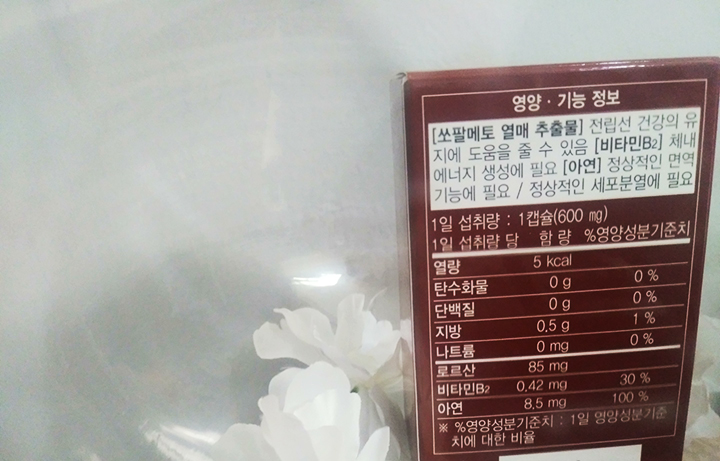 영양 · 기능 정보
[쏘팔메토 열매 추출물] 전립선 건강의 유
지에 도움을 줄 수 있음 [비타민B2] 체내
에너지 생성에 필요 [아연] 정상적인 면역
기능에 필요 / 정상적인 세포분열에 필요
1일 섭취량 : 1캡슐(600 mg)
1일 섭취량 당 함량 %영양성분기준치
열량 5 kcal
탄수화물 0 g 0 %
단백질 0 g 0 %
지방 0.5 g 1 %
나트륨 0 mg 0 %
로르산 85 mg
비타민B2 0.42 mg 30 %
아연 8.5 mg 100 %
※ %영양성분기준치 : 1일 영양성분기준
치에 대한 비율